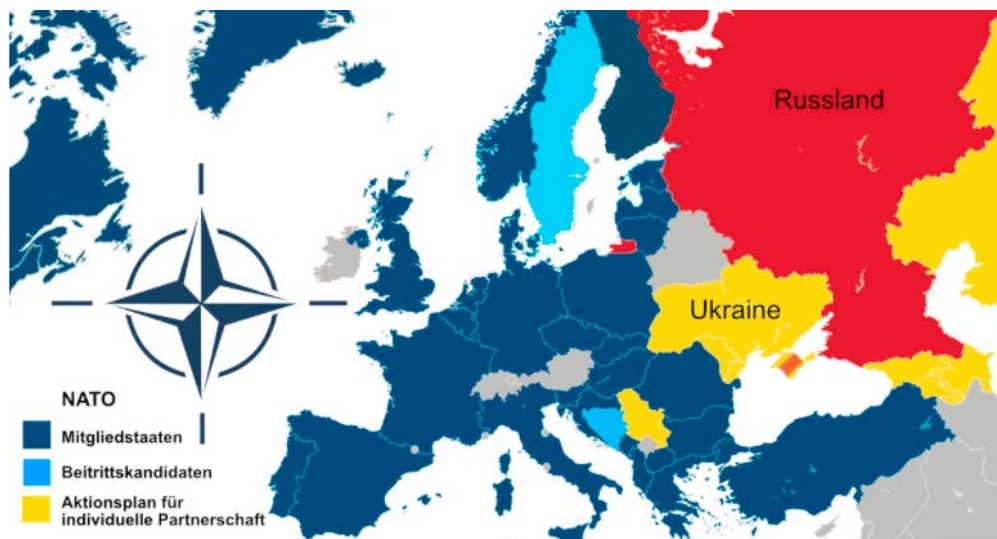 Russland
Ukraine
NATO
Mitgliedstaaten
Beitrittskandidaten
Aktionsplan für
individuelle Partnerschaft